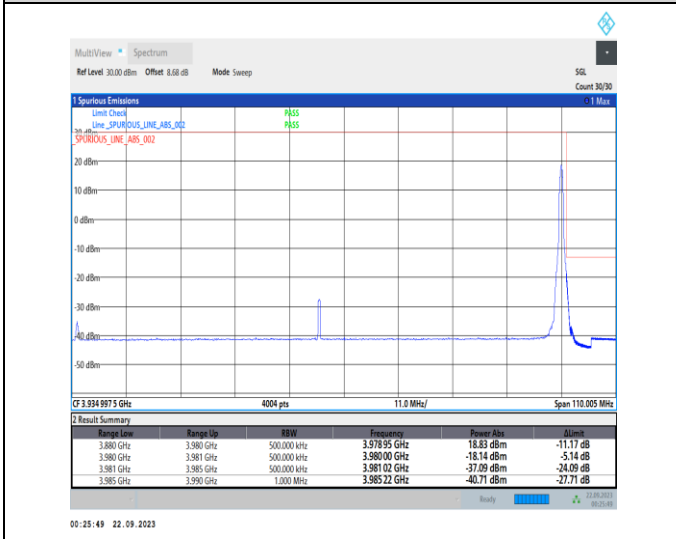 MultiView Spectrum
Ref Level 30.00 dBm Offset 8.68 dB Mode Sweep SGL
Count 30/30
1 Spurious Emissions 1 Max
Limit Check PASS
Line _SPURIOUS_LINE_ABS_002 PASS
30 dBm
_SPURIOUS_LINE_ABS_002
20 dBm
10 dBm
0 dBm
-10 dBm
-20 dBm
-30 dBm
-40 dBm
-50 dBm
CF 3.934 997 5 GHz 4004 pts 11.0 MHz/ Span 110.005 MHz
2 Result Summary
Range Low Range Up RBW Frequency Power Abs ΔLimit
3.880 GHz 3.980 GHz 500.000 kHz 3.978 95 GHz 18.83 dBm -11.17 dB
3.980 GHz 3.981 GHz 500.000 kHz 3.980 00 GHz -18.14 dBm -5.14 dB
3.981 GHz 3.985 GHz 500.000 kHz 3.981 02 GHz -37.09 dBm -24.09 dB
3.985 GHz 3.990 GHz 1.000 MHz 3.985 22 GHz -40.71 dBm -27.71 dB
Ready 22.09.2023
00:25:49
00:25:49 22.09.2023